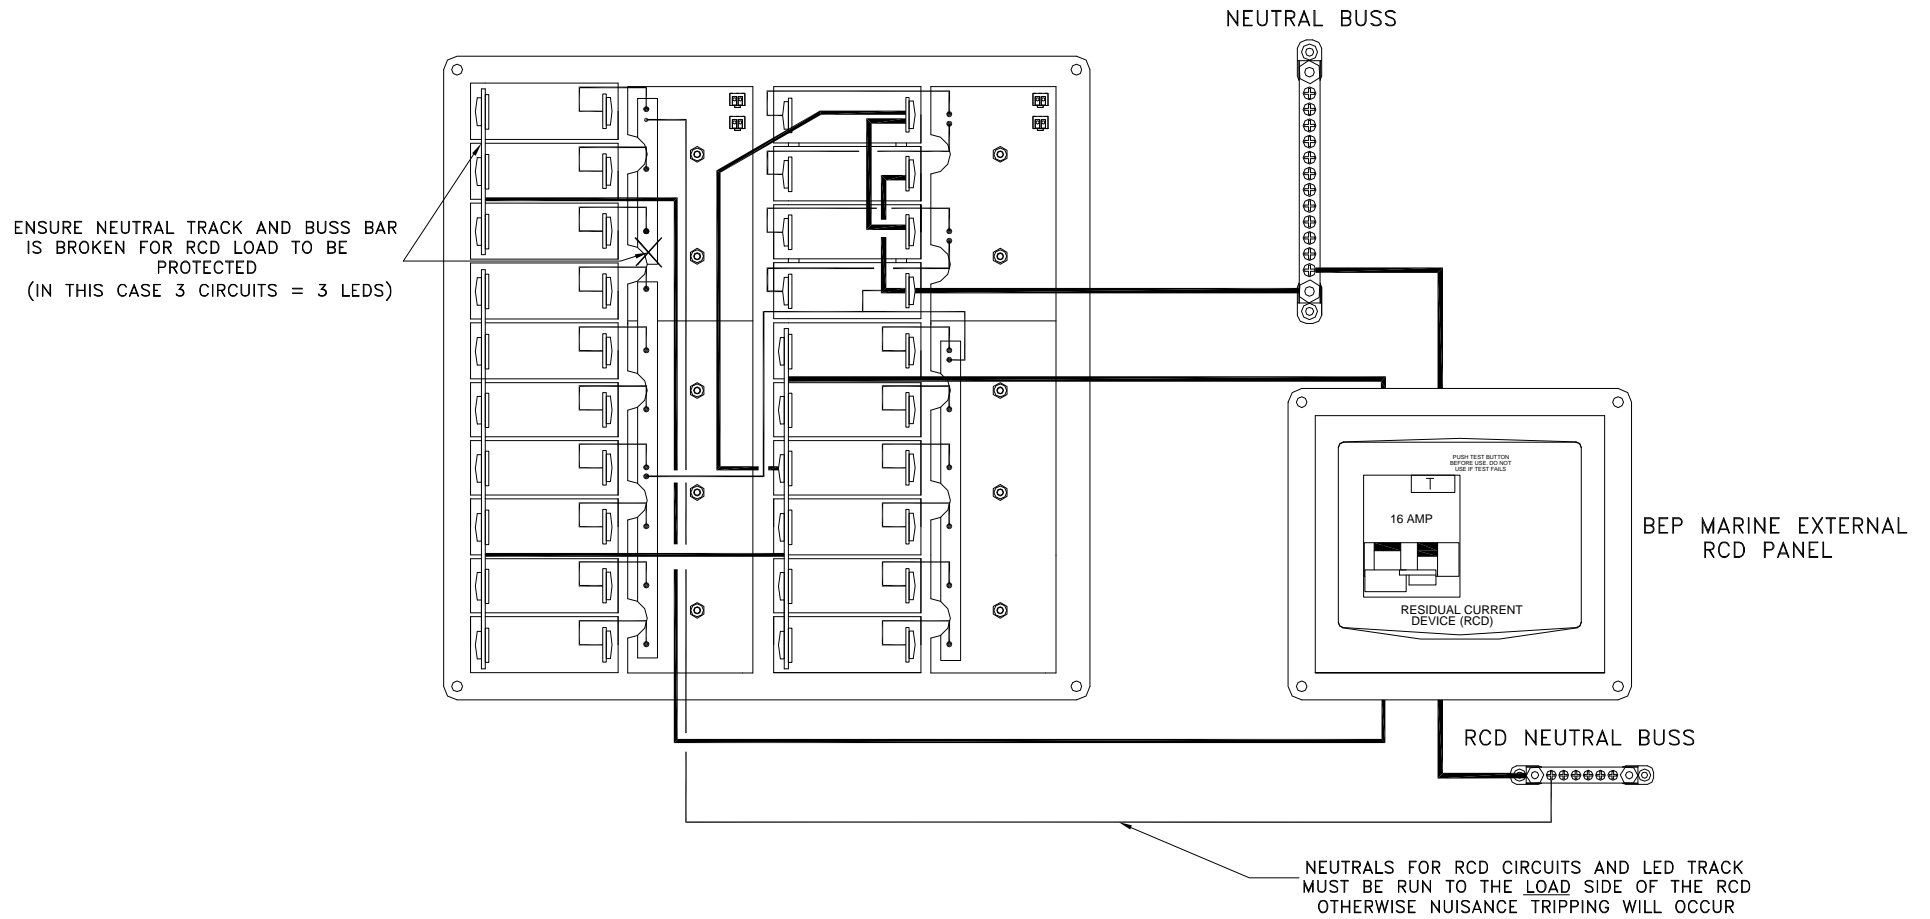 NEUTRAL BUSS
ENSURE NEUTRAL TRACK AND BUSS BAR
IS BROKEN FOR RCD LOAD TO BE
PROTECTED
(IN THIS CASE 3 CIRCUITS = 3 LEDS)
PUSH TEST BUTTON
BEFORE USE. DO NOT
USE IF TEST FAILS
T
16 AMP
RESIDUAL CURRENT
DEVICE (RCD)
BEP MARINE EXTERNAL
RCD PANEL
RCD NEUTRAL BUSS
NEUTRALS FOR RCD CIRCUITS AND LED TRACK
MUST BE RUN TO THE LOAD SIDE OF THE RCD
OTHERWISE NUISANCE TRIPPING WILL OCCUR